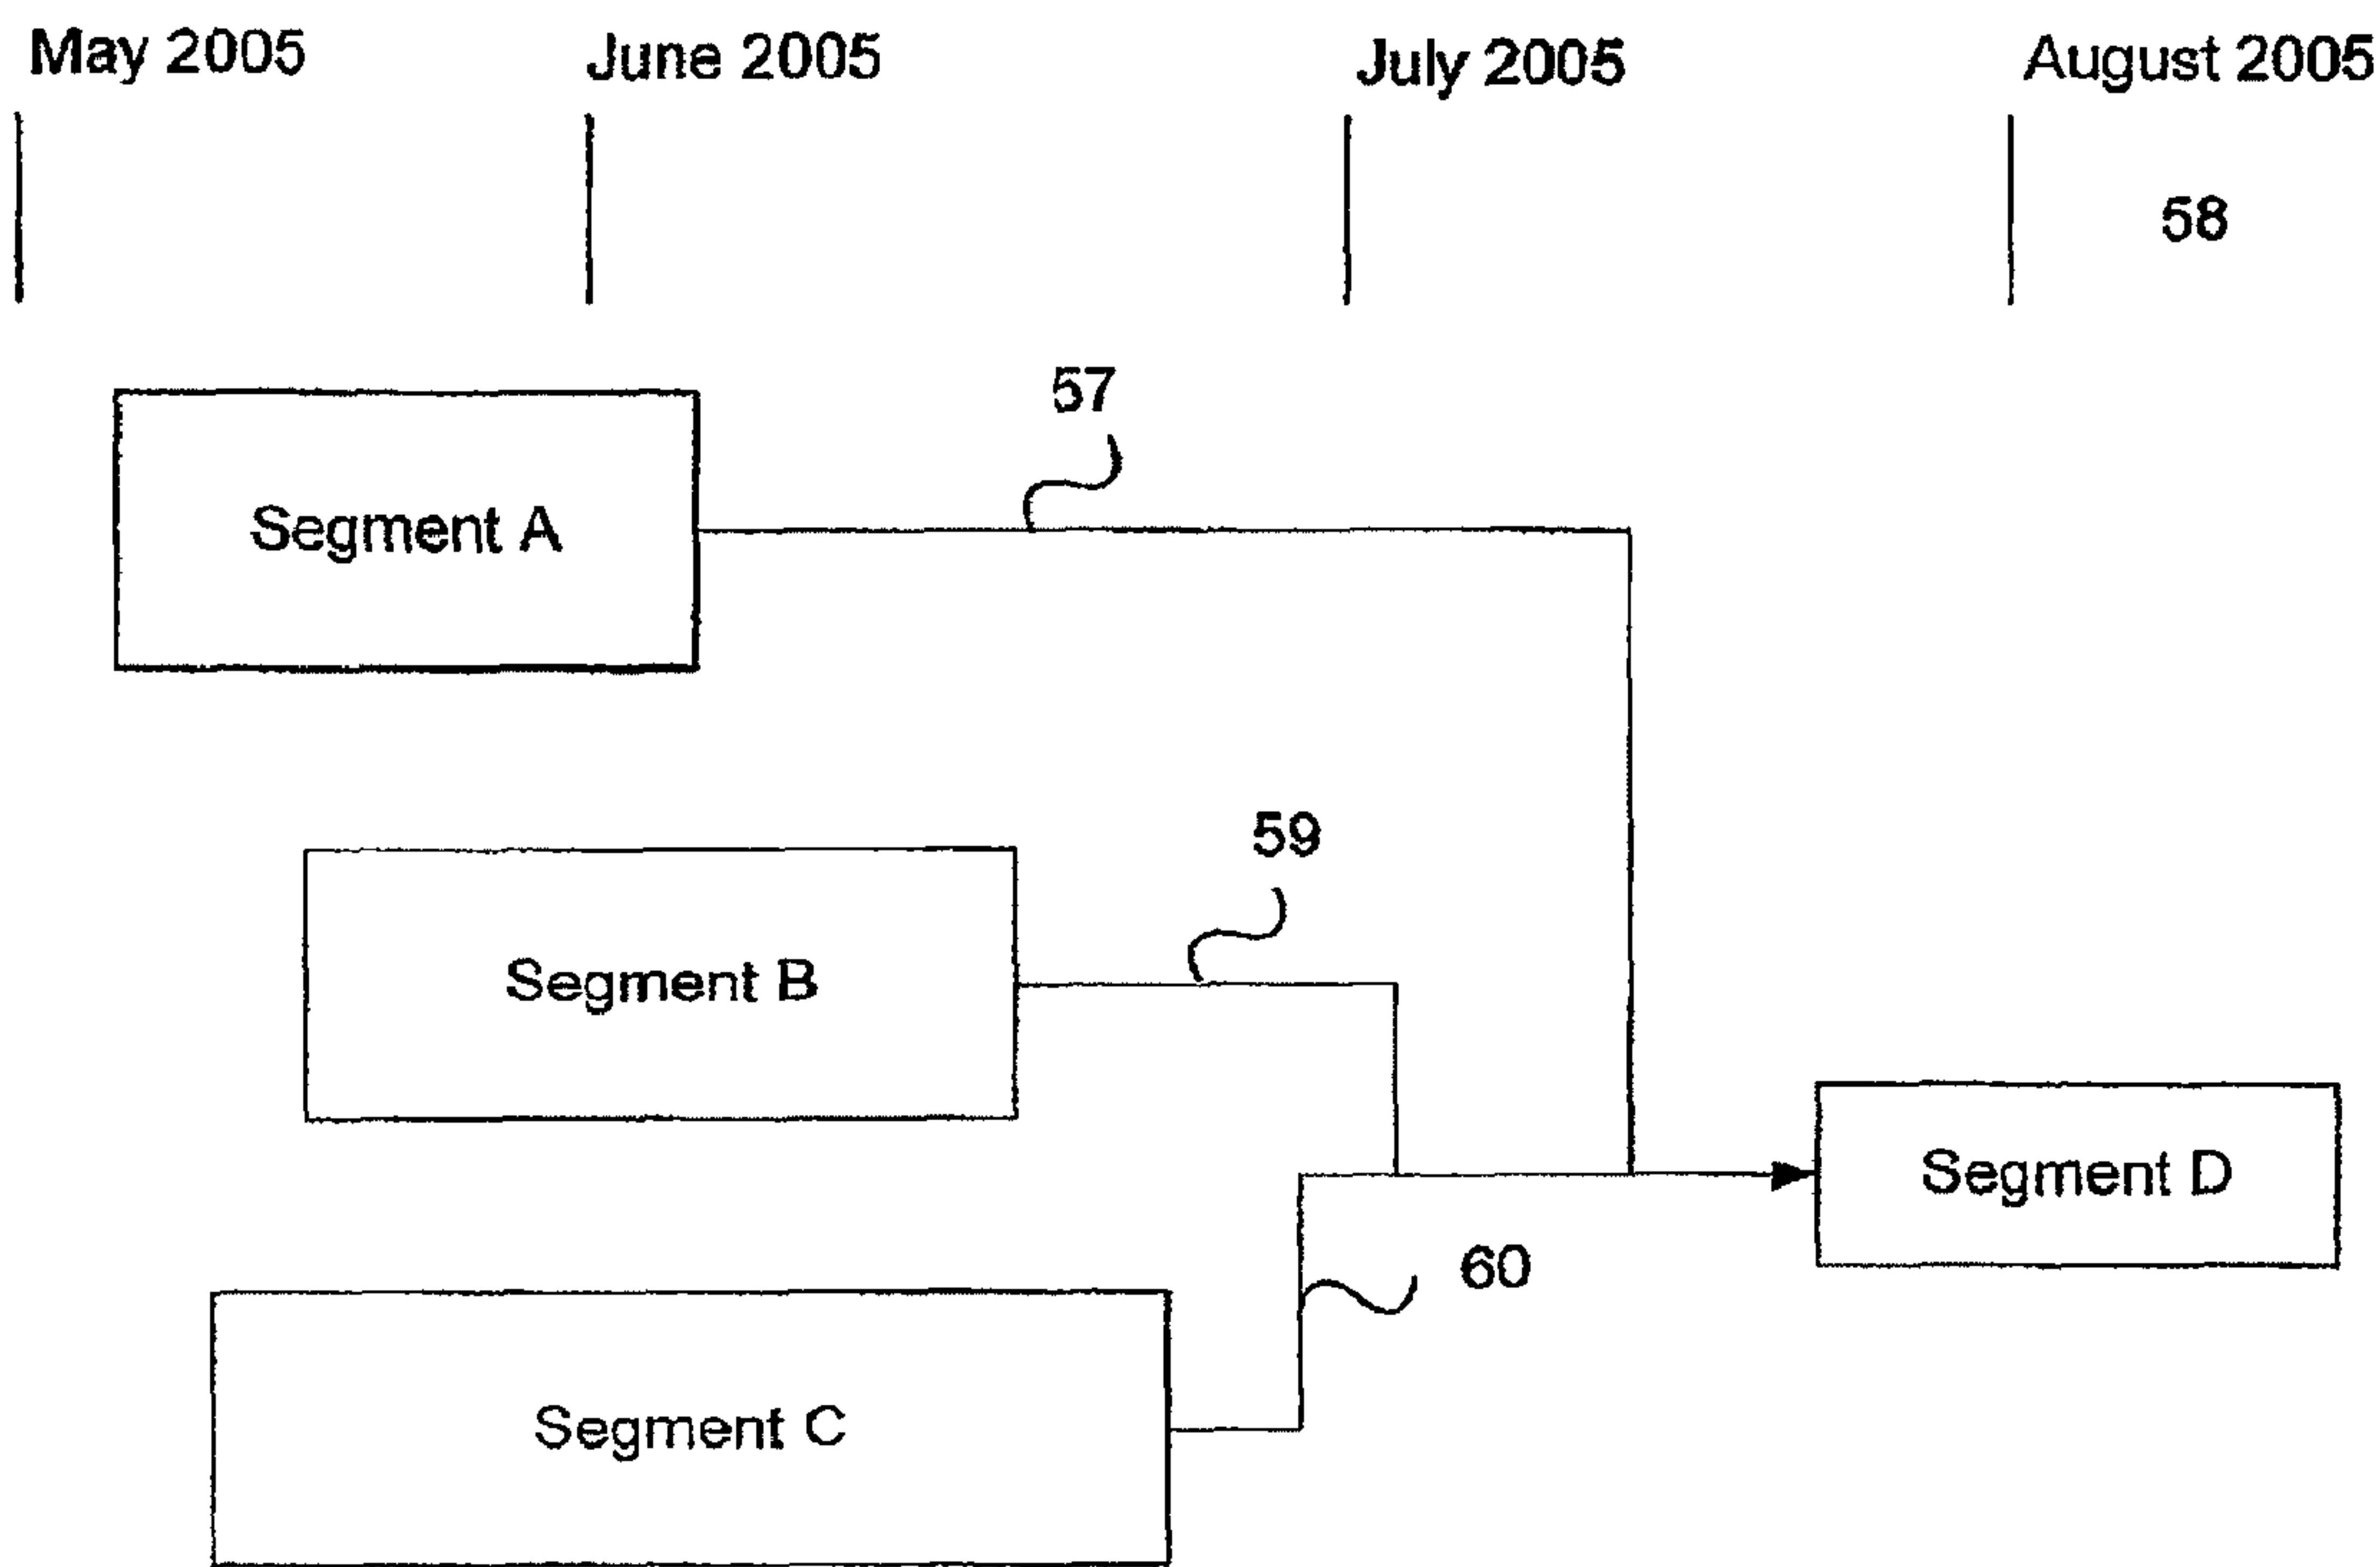 May 2005 June 2005 July 2005 August 2005
58
57
Segment A
59
Segment B
Segment D
60
Segment C